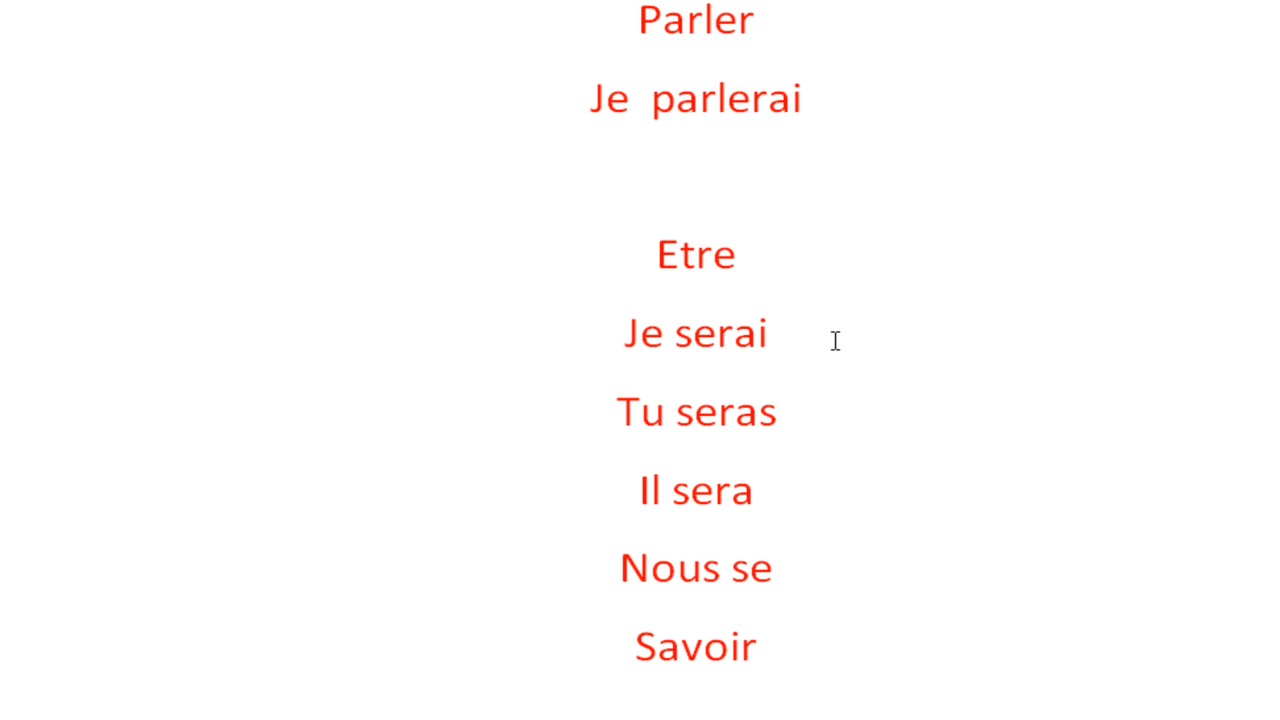 Parler
Je parlerai
Etre
Je serai
Tu seras
Il sera
Nous se
Savoir